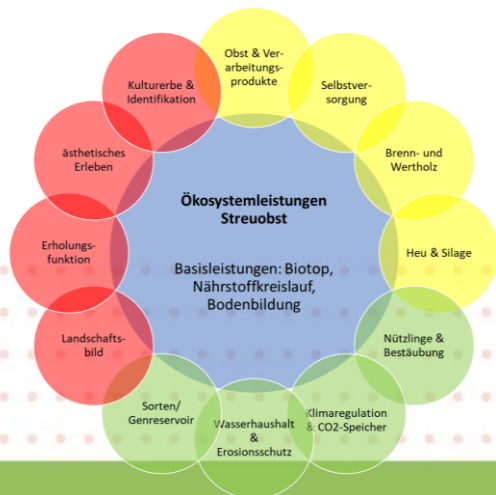 Obst & Ver-
arbeitungs-
produkte
Selbstver-
sorgung
Brenn- und
Wertholz
Heu & Silage
Nützlinge &
Bestäubung
Klimaregulation
& CO2-Speicher
Wasserhaushalt
&
Erosionsschutz
Sorten/
Genreservoir
Landschafts-
bild
Erholungs-
funktion
ästhetisches
Erleben
Kulturerbe &
Identifikation
Ökosystemleistungen
Streuobst
Basisleistungen: Biotop,
Nährstoffkreislauf,
Bodenbildung